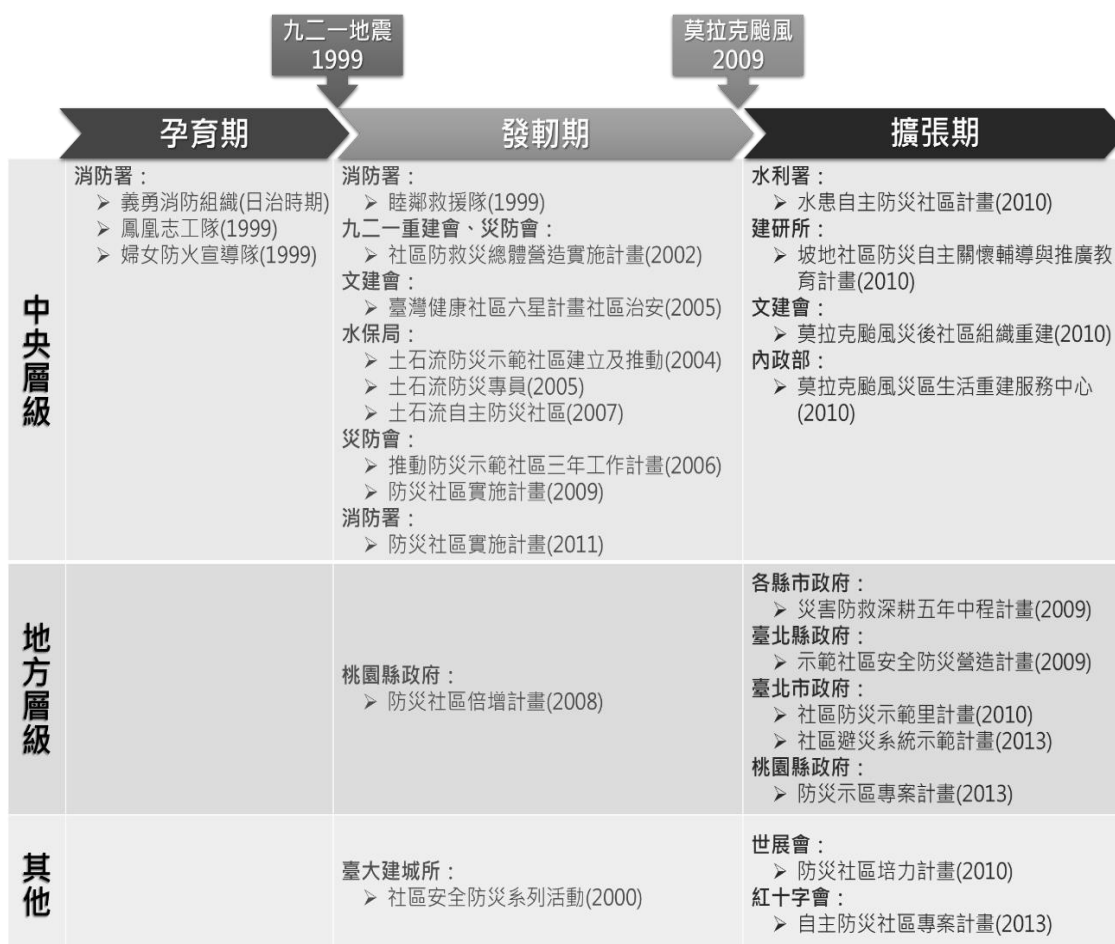 九二一地震
1999
莫拉克颱風
2009
孕育期
發軔期
擴張期
中央層級
消防署：
➢ 義勇消防組織(日治時期)
➢ 鳳凰志工隊(1999)
➢ 婦女防火宣導隊(1999)
消防署：
➢ 睦鄰救援隊(1999)
九二一重建會、災防會：
➢ 社區防救災總體營造實施計畫(2002)
文建會：
➢ 臺灣健康社區六星計畫社區治安(2005)
水保局：
➢ 土石流防災示範社區建立及推動(2004)
➢ 土石流防災專員(2005)
➢ 土石流自主防災社區(2007)
災防會：
➢ 推動防災示範社區三年工作計畫(2006)
➢ 防災社區實施計畫(2009)
消防署：
➢ 防災社區實施計畫(2011)
水利署：
➢ 水患自主防災社區計畫(2010)
建研所：
➢ 坡地社區防災自主關懷輔導與推廣教
育計畫(2010)
文建會：
➢ 莫拉克颱風災後社區組織重建(2010)
內政部：
➢ 莫拉克颱風災區生活重建服務中心
(2010)
地方層級
桃園縣政府：
➢ 防災社區倍增計畫(2008)
各縣市政府：
➢ 災害防救深耕五年中程計畫(2009)
臺北縣政府：
➢ 示範社區安全防災營造計畫(2009)
臺北市政府：
➢ 社區防災示範里計畫(2010)
➢ 社區避災系統示範計畫(2013)
桃園縣政府：
➢ 防災示區專案計畫(2013)
其他
臺大建城所：
➢ 社區安全防災系列活動(2000)
世展會：
➢ 防災社區培力計畫(2010)
紅十字會：
➢ 自主防災社區專案計畫(2013)